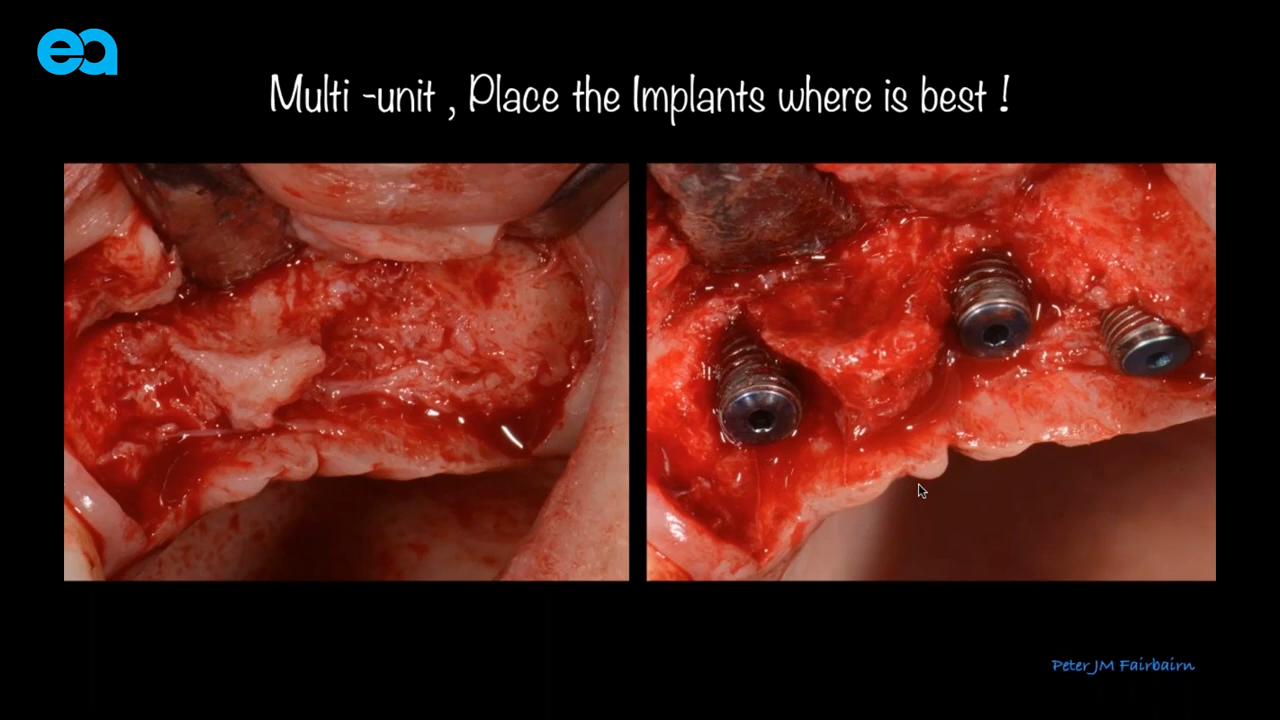 ea
Multi -unit , Place the Implants where is best !
Peter JM Fairbairn